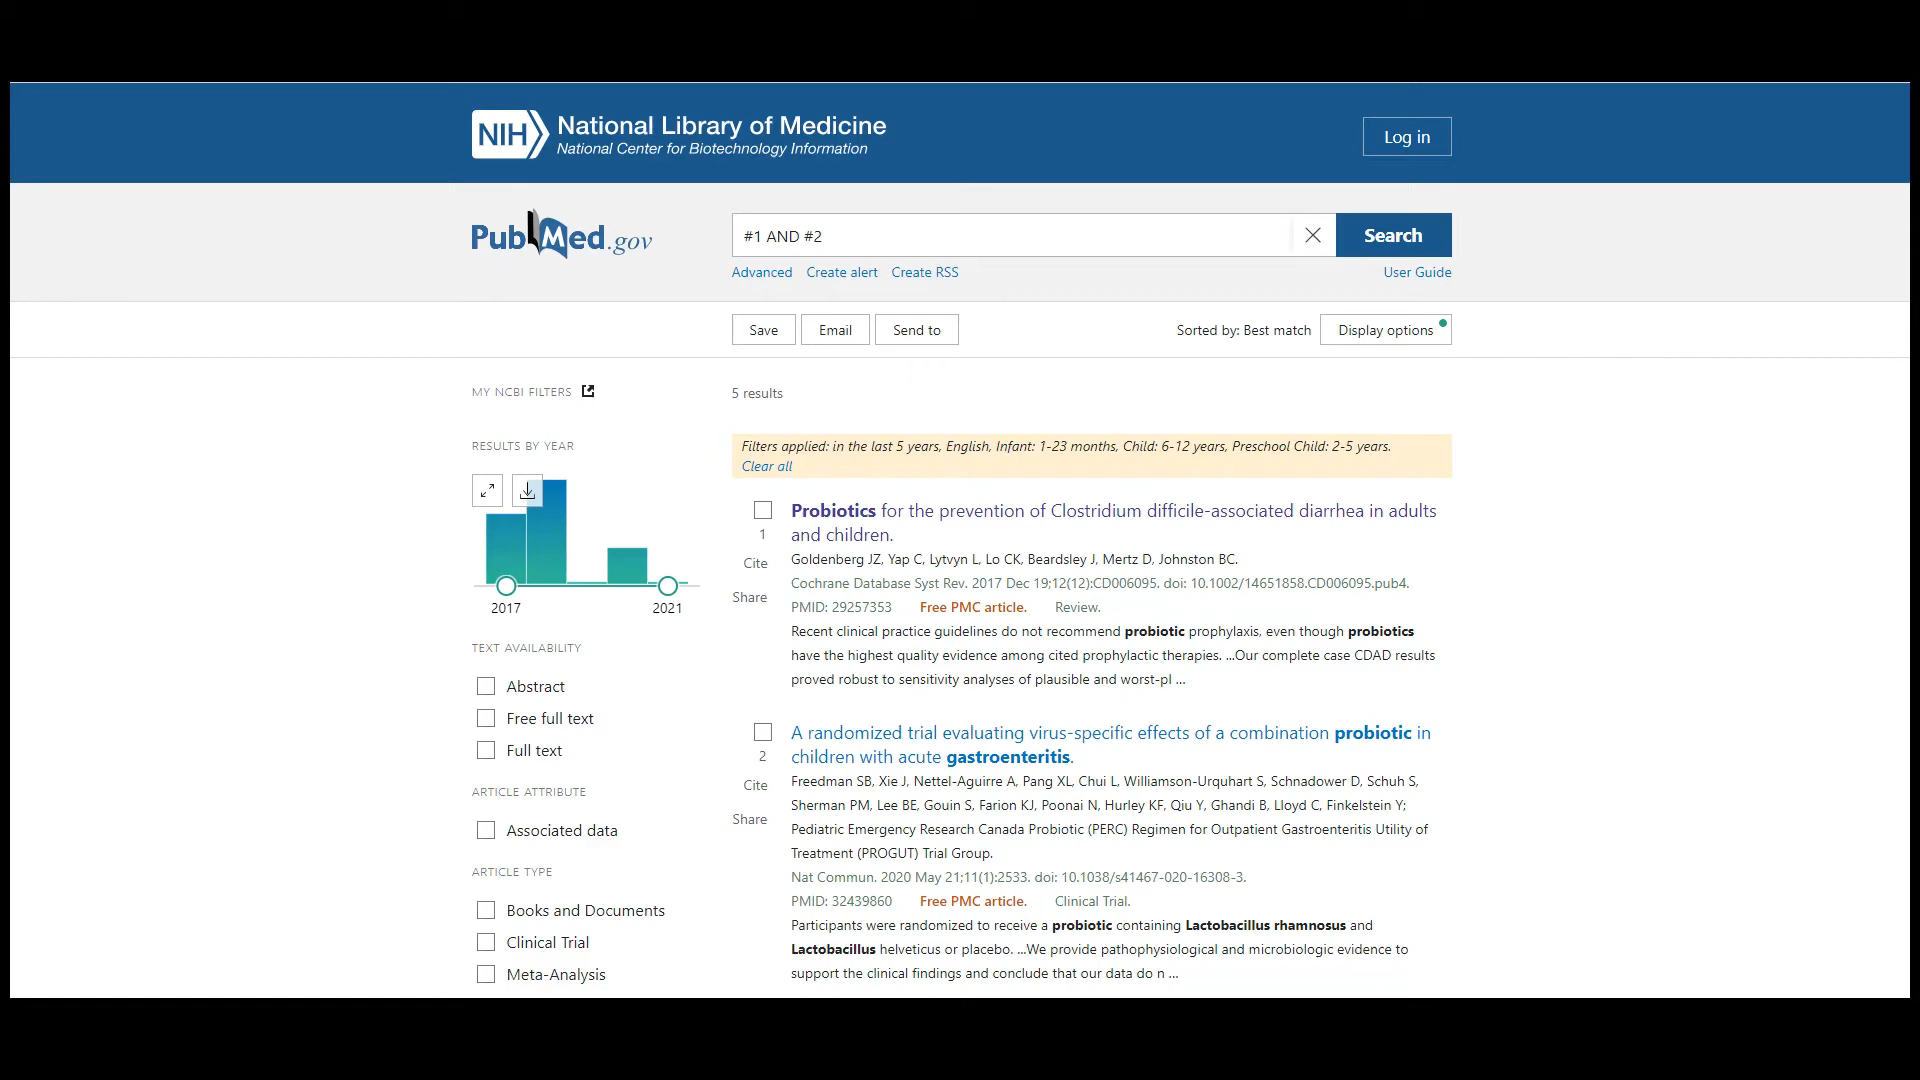 NIH National Library of Medicine
National Center for Biotechnology Information
Log in
PubMed.gov
#1 AND #2
Search
Advanced Create alert Create RSS
User Guide
Save Email Send to
Sorted by: Best match Display options
MY NCBI FILTERS
5 results
RESULTS BY YEAR
2017 2021
TEXT AVAILABILITY
Abstract
Free full text
Full text
ARTICLE ATTRIBUTE
Associated data
ARTICLE TYPE
Books and Documents
Clinical Trial
Meta-Analysis
Filters applied: in the last 5 years, English, Infant: 1-23 months, Child: 6-12 years, Preschool Child: 2-5 years.
Clear all
1
Cite
Share
Probiotics for the prevention of Clostridium difficile-associated diarrhea in adults
and children.
Goldenberg JZ, Yap C, Lytvyn L, Lo CK, Beardsley J, Mertz D, Johnston BC.
Cochrane Database Syst Rev. 2017 Dec 19;12(12):CD006095. doi: 10.1002/14651858.CD006095.pub4.
PMID: 29257353 Free PMC article. Review.
Recent clinical practice guidelines do not recommend probiotic prophylaxis, even though probiotics
have the highest quality evidence among cited prophylactic therapies. ...Our complete case CDAD results
proved robust to sensitivity analyses of plausible and worst-pl ...
2
Cite
Share
A randomized trial evaluating virus-specific effects of a combination probiotic in
children with acute gastroenteritis.
Freedman SB, Xie J, Nettel-Aguirre A, Pang XL, Chui L, Williamson-Urquhart S, Schnadower D, Schuh S,
Sherman PM, Lee BE, Gouin S, Farion KJ, Poonai N, Hurley KF, Qiu Y, Ghandi B, Lloyd C, Finkelstein Y;
Pediatric Emergency Research Canada Probiotic (PERC) Regimen for Outpatient Gastroenteritis Utility of
Treatment (PROGUT) Trial Group.
Nat Commun. 2020 May 21;11(1):2533. doi: 10.1038/s41467-020-16308-3.
PMID: 32439860 Free PMC article. Clinical Trial.
Participants were randomized to receive a probiotic containing Lactobacillus rhamnosus and
Lactobacillus helveticus or placebo. ...We provide pathophysiological and microbiologic evidence to
support the clinical findings and conclude that our data do n ...